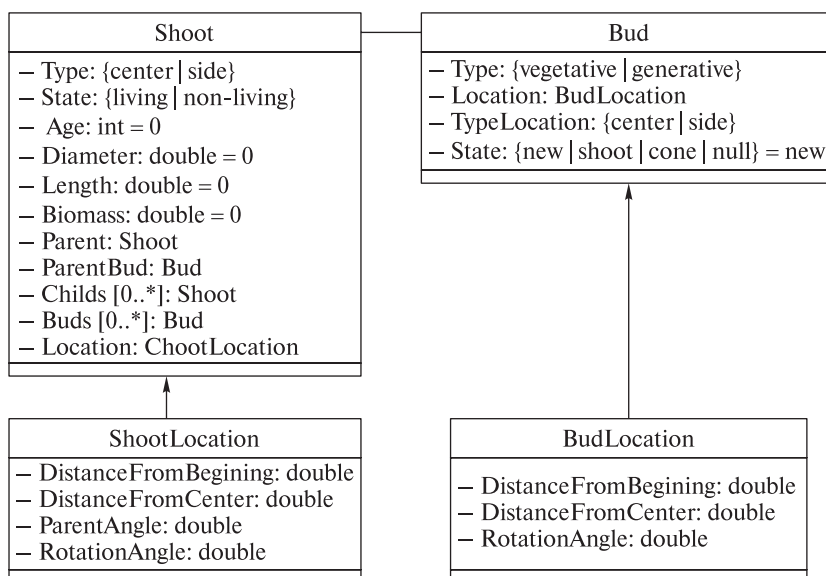 Shoot
– Type: {center | side}
– State: {living | non-living}
– Age: int = 0
– Diameter: double = 0
– Length: double = 0
– Biomass: double = 0
– Parent: Shoot
– ParentBud: Bud
– Childs [0..*]: Shoot
– Buds [0..*]: Bud
– Location: ChootLocation
Bud
– Type: {vegetative | generative}
– Location: BudLocation
– TypeLocation: {center | side}
– State: {new | shoot | cone | null} = new
ShootLocation
– DistanceFromBegining: double
– DistanceFromCenter: double
– ParentAngle: double
– RotationAngle: double
BudLocation
– DistanceFromBegining: double
– DistanceFromCenter: double
– RotationAngle: double